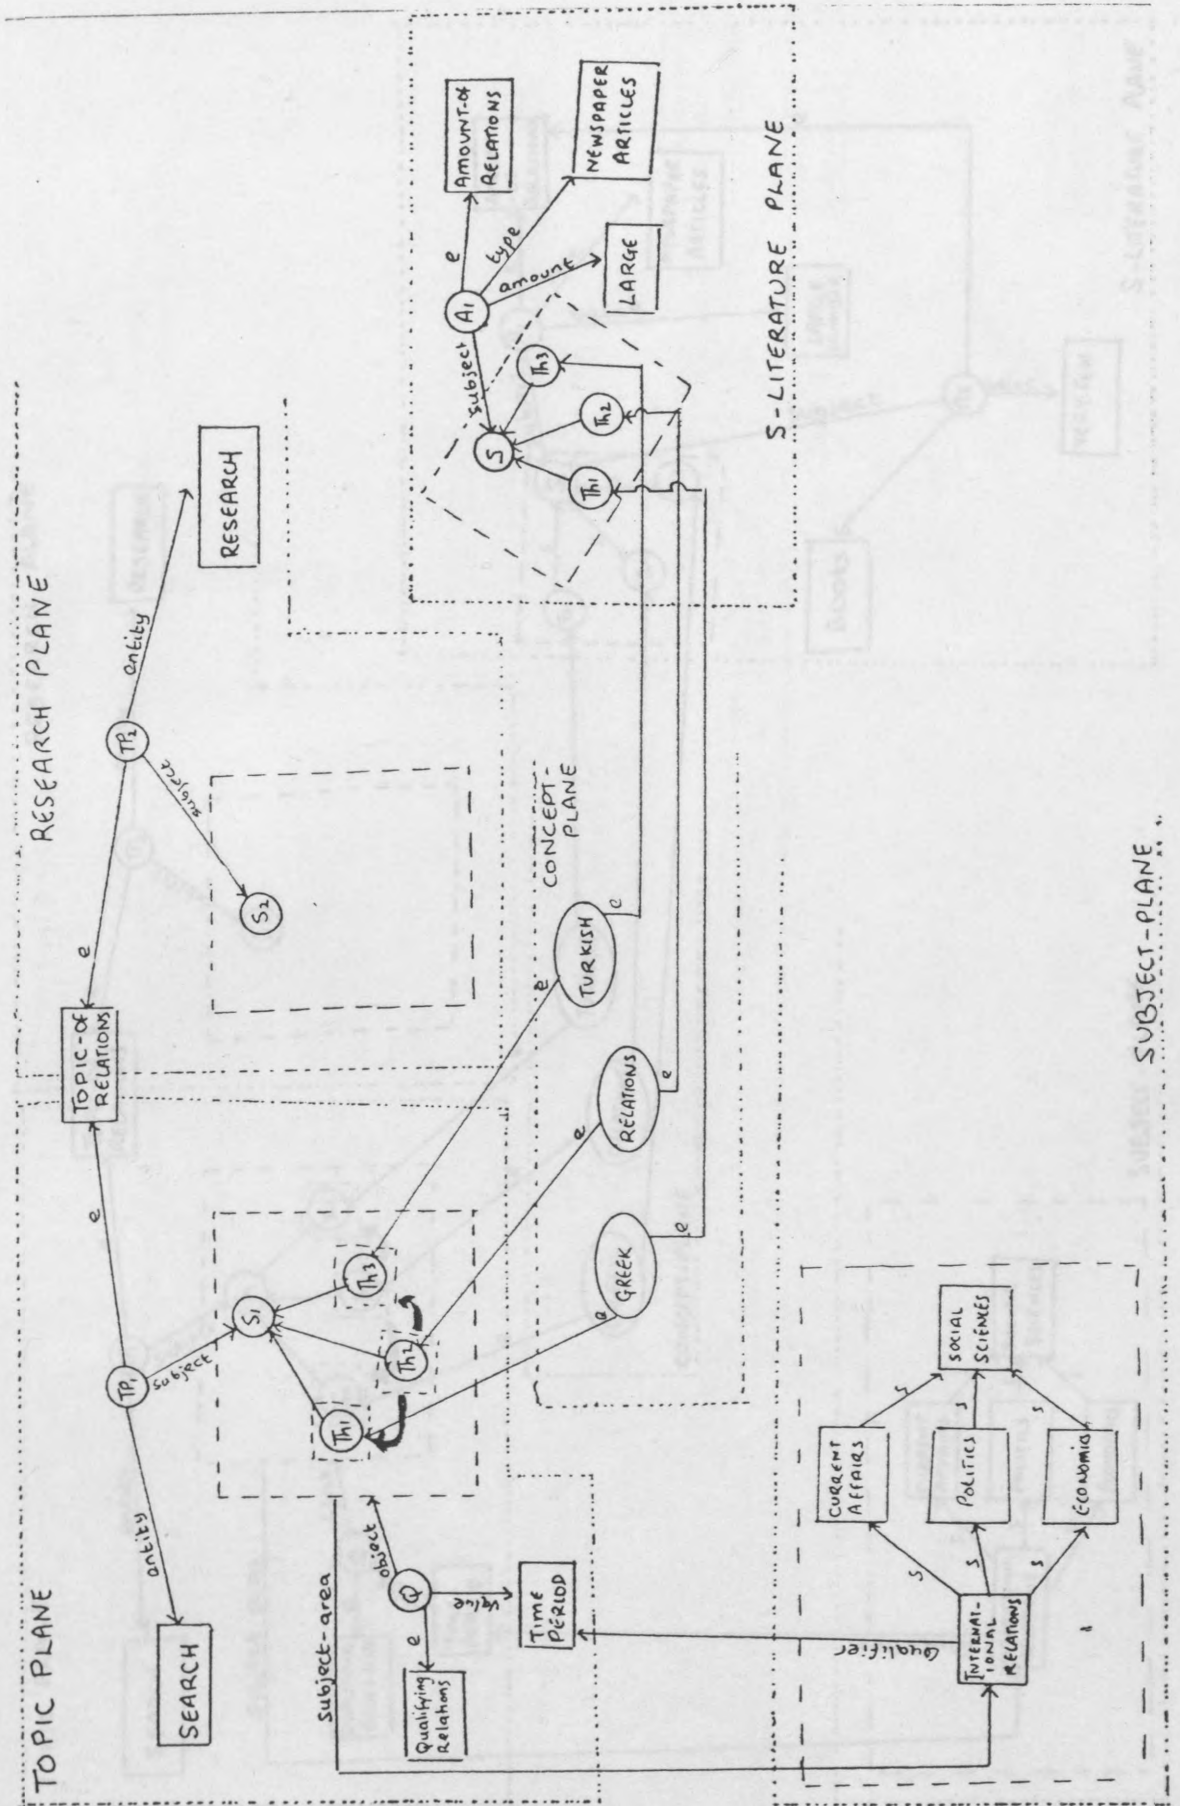 TOPIC PLANE
SEARCH
entity
TP1
e
subject
S1
Th1
Th2
Th3
subject-area
object
Q
e
value
Qualifying
Relations
TIME
PERIOD
TOPIC-OF
RELATIONS
RESEARCH PLANE
e
TP2
entity
subject
S2
RESEARCH
CONCEPT-
PLANE
GREEK
e
e
RELATIONS
e
e
TURKISH
e
e
S-LITERATURE PLANE
A1
e
AMOUNT-OF
RELATIONS
type
NEWSPAPER
ARTICLES
amount
LARGE
subject
S
Th1
Th2
Th3
SUBJECT-PLANE
Qualifier
INTERNAT-
IONAL
RELATIONS
S
S
S
CURRENT
AFFAIRS
POLITICS
ECONOMICS
S
S
S
SOCIAL
SCIENCES